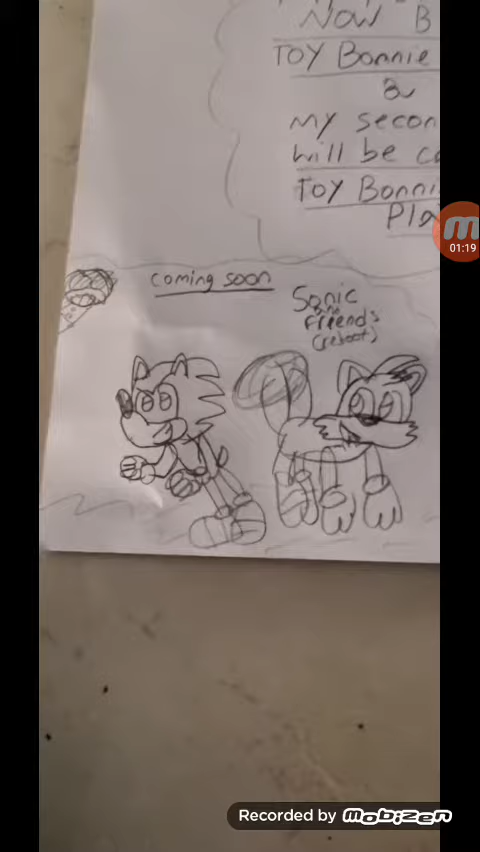 NOW B
TOY Bonnie
&
My secon
will be c
TOY Bonni
Pla
01:19
coming soon
Sonic
and
Friends
(reboot)
Recorded by mobizen